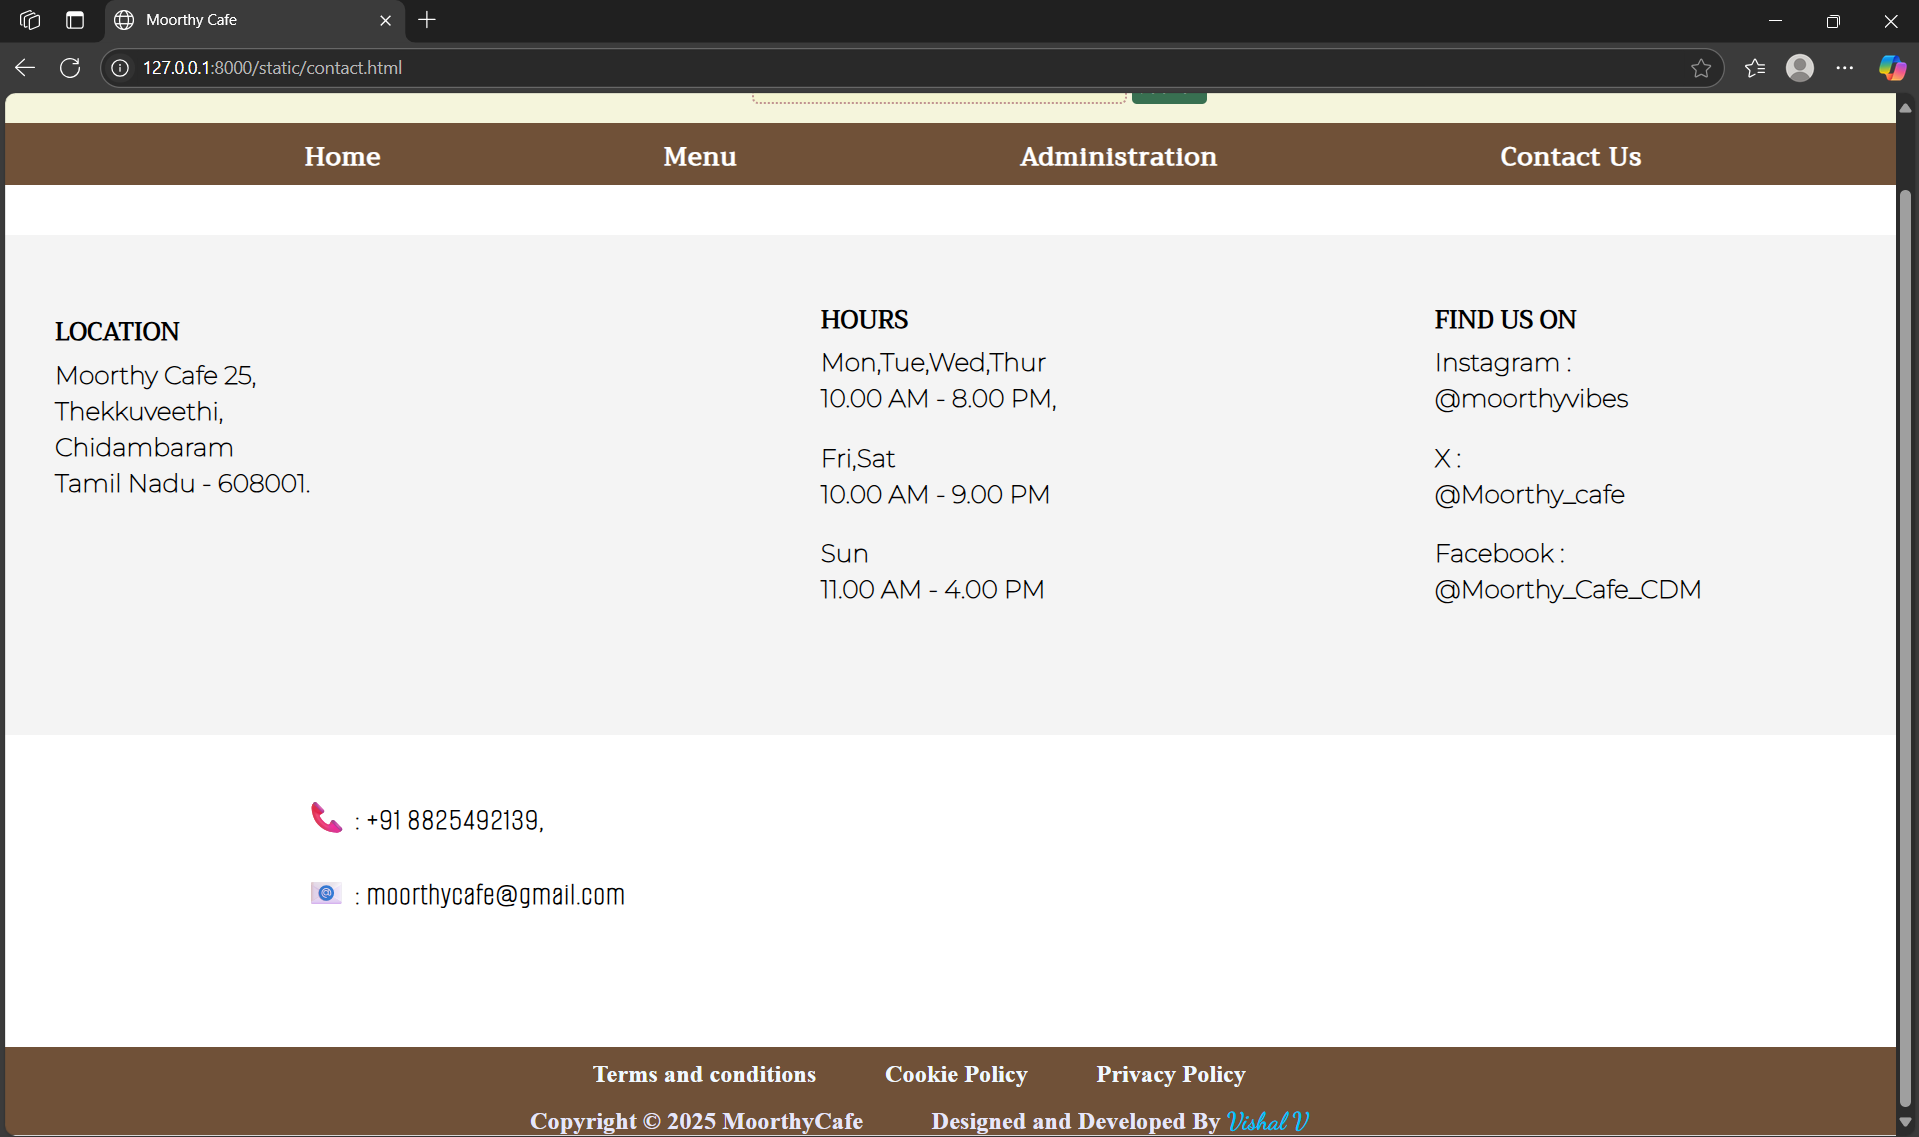 Moorthy Cafe
127.0.0.1:8000/static/contact.html
Home Menu Administration Contact Us
LOCATION
Moorthy Cafe 25,
Thekkuveethi,
Chidambaram
Tamil Nadu - 608001.
HOURS
Mon,Tue,Wed,Thur
10.00 AM - 8.00 PM,
Fri,Sat
10.00 AM - 9.00 PM
Sun
11.00 AM - 4.00 PM
FIND US ON
Instagram :
@moorthyvibes
X :
@Moorthy_cafe
Facebook :
@Moorthy_Cafe_CDM
: +91 8825492139,
: moorthycafe@gmail.com
Terms and conditions Cookie Policy Privacy Policy
Copyright © 2025 MoorthyCafe Designed and Developed By Vishal V